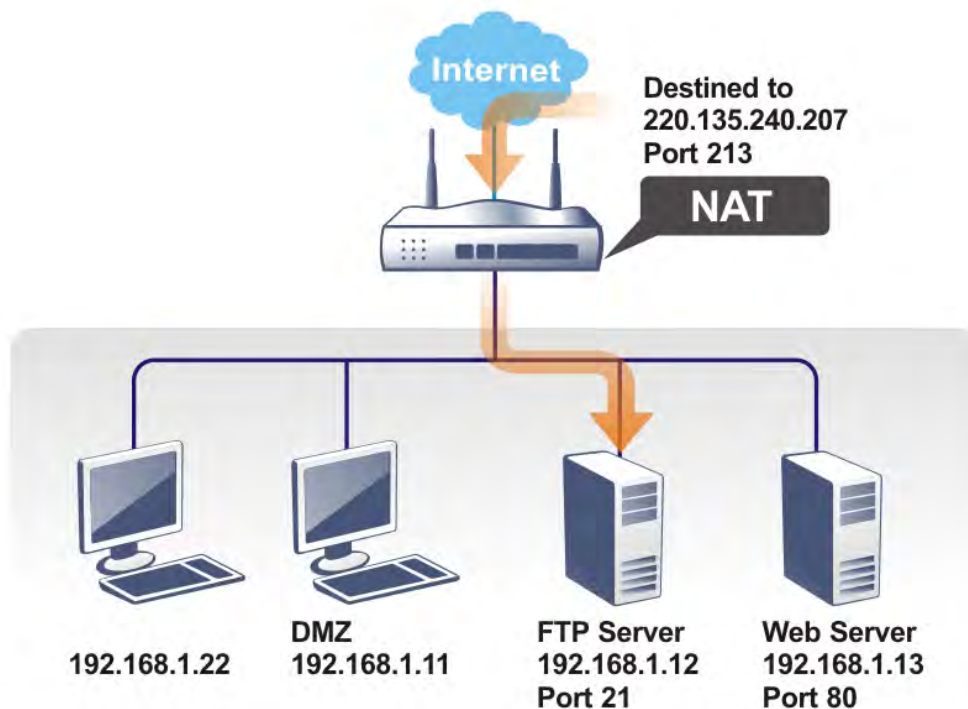 Internet
Destined to
220.135.240.207
Port 213
NAT
192.168.1.22
DMZ
192.168.1.11
FTP Server
192.168.1.12
Port 21
Web Server
192.168.1.13
Port 80